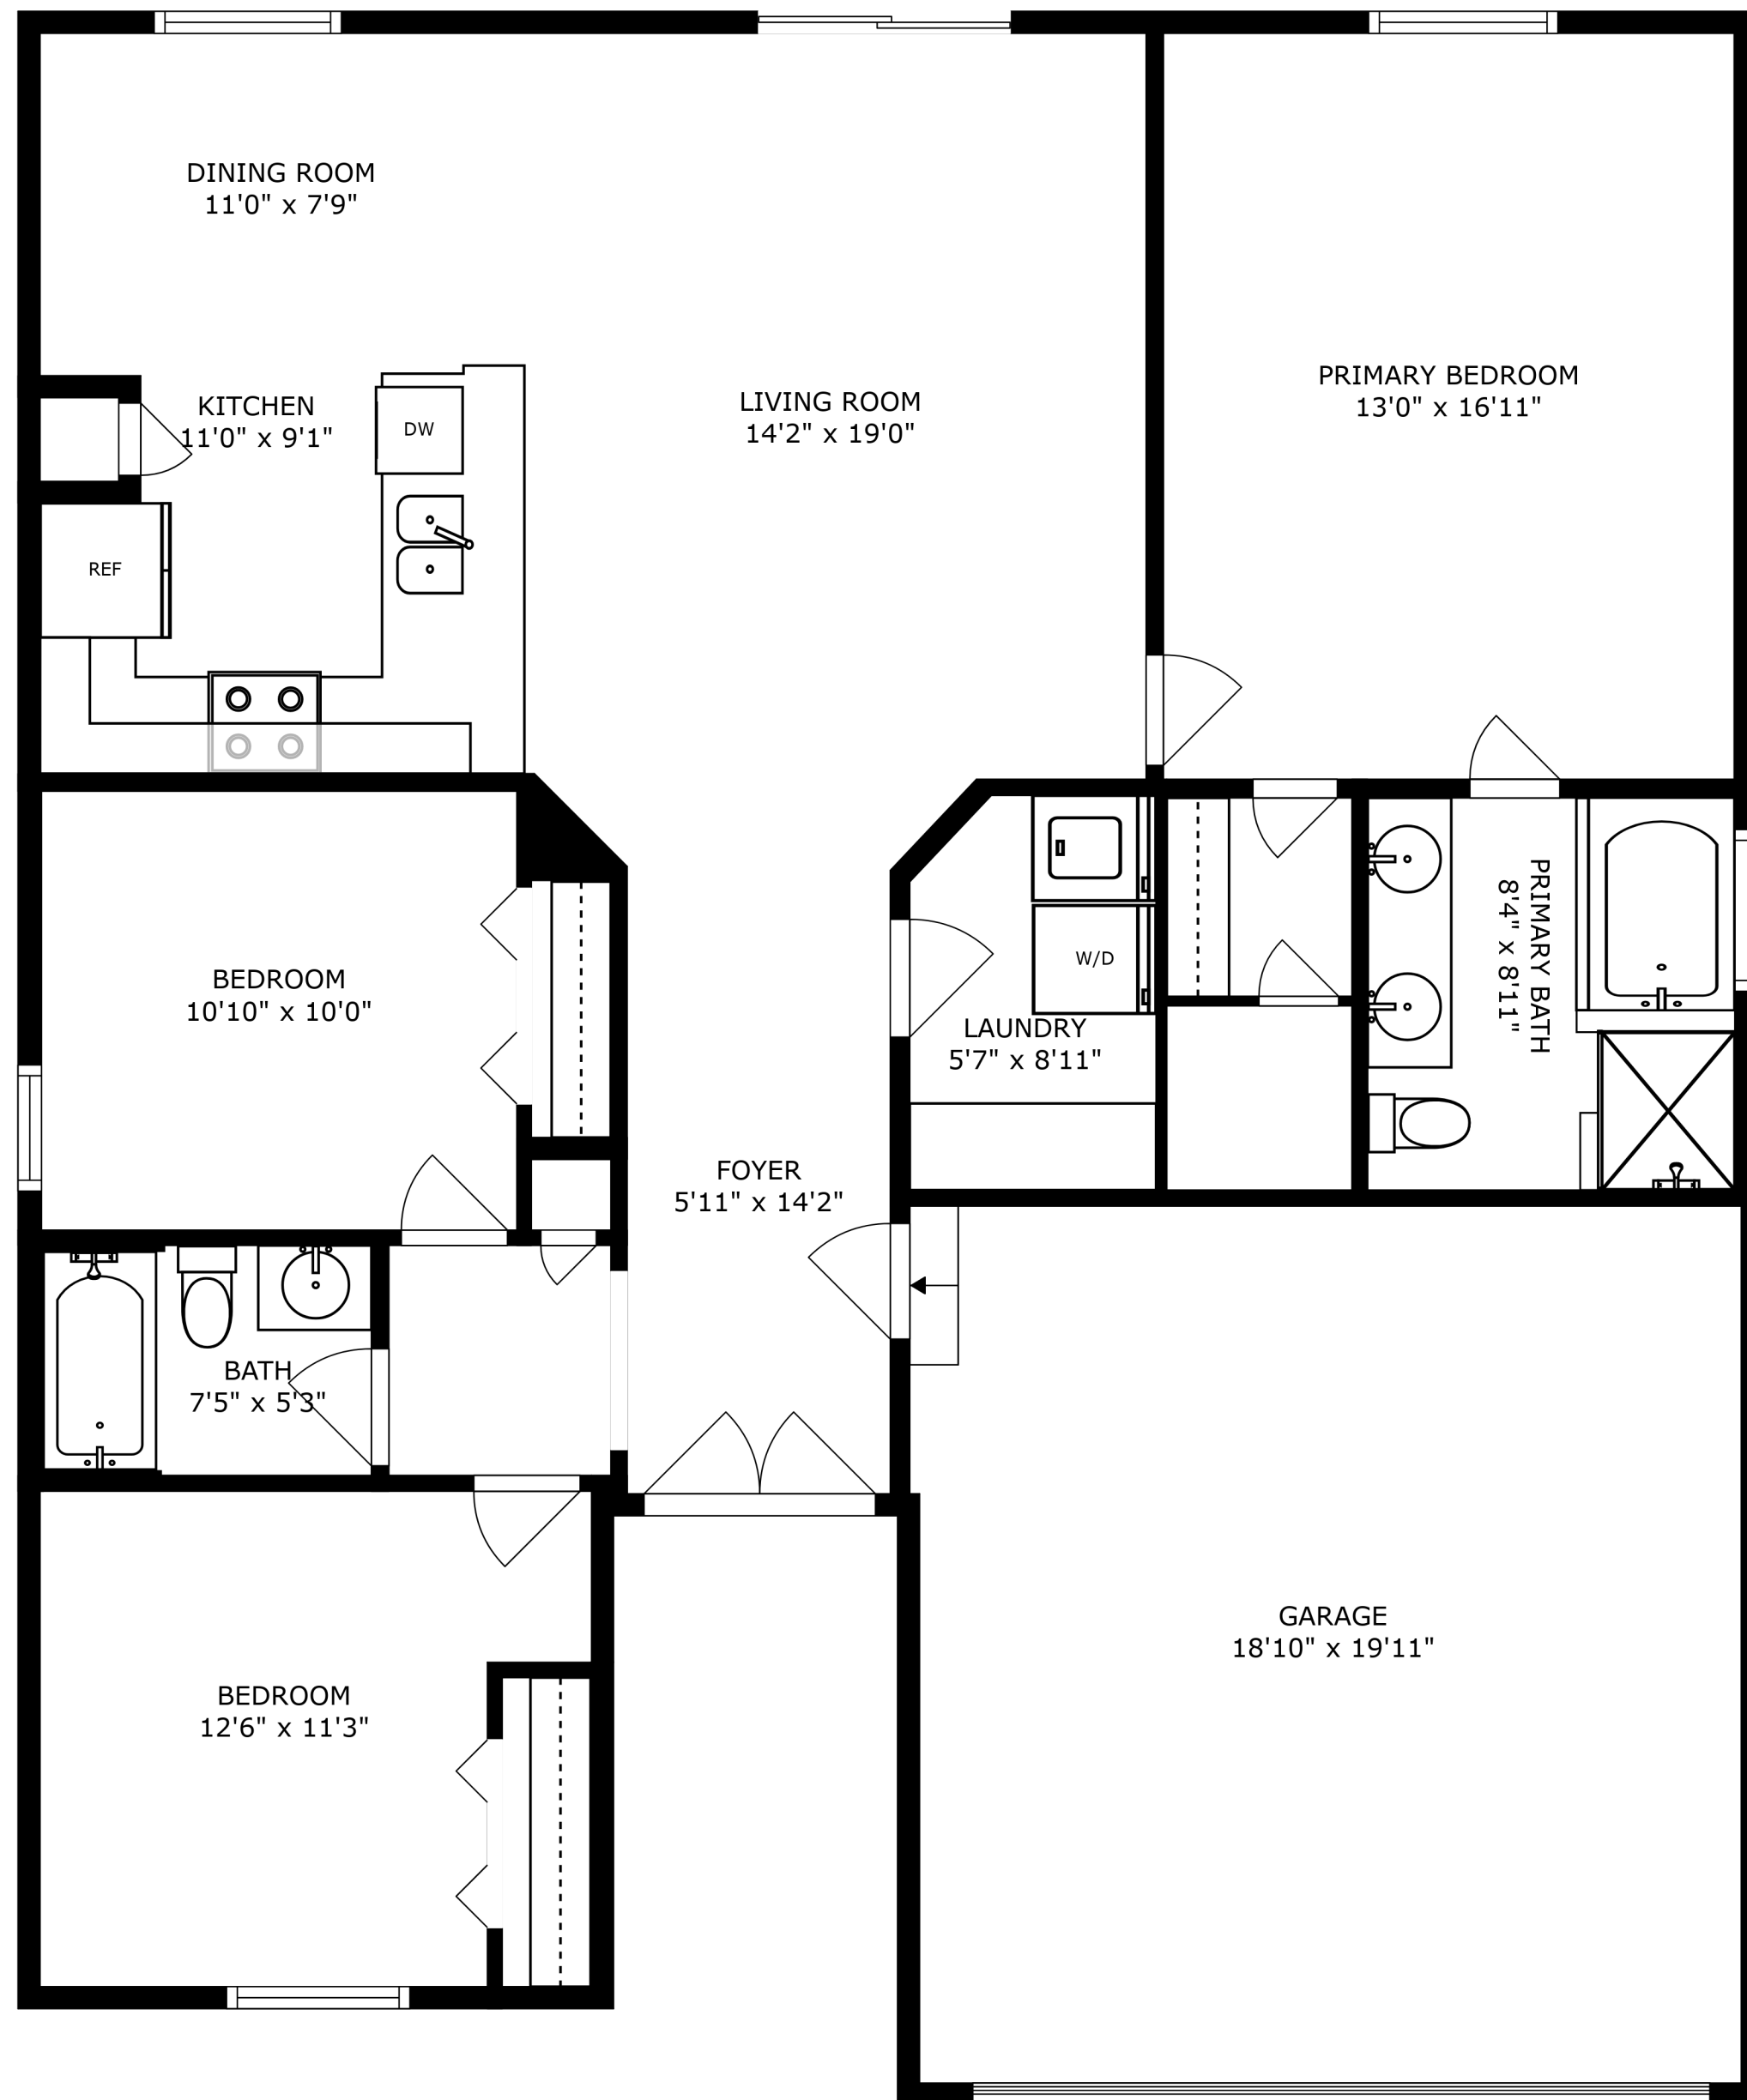 DINING ROOM
11'0" x 7'9"
KITCHEN
11'0" x 9'1"
DW
LIVING ROOM
14'2" x 19'0"
PRIMARY BEDROOM
13'0" x 16'11"
REF
BEDROOM
10'10" x 10'0"
W/D
LAUNDRY
5'7" x 8'11"
PRIMARY BATH
8'4" x 8'11"
FOYER
5'11" x 14'2"
BATH
7'5" x 5'3"
GARAGE
18'10" x 19'11"
BEDROOM
12'6" x 11'3"